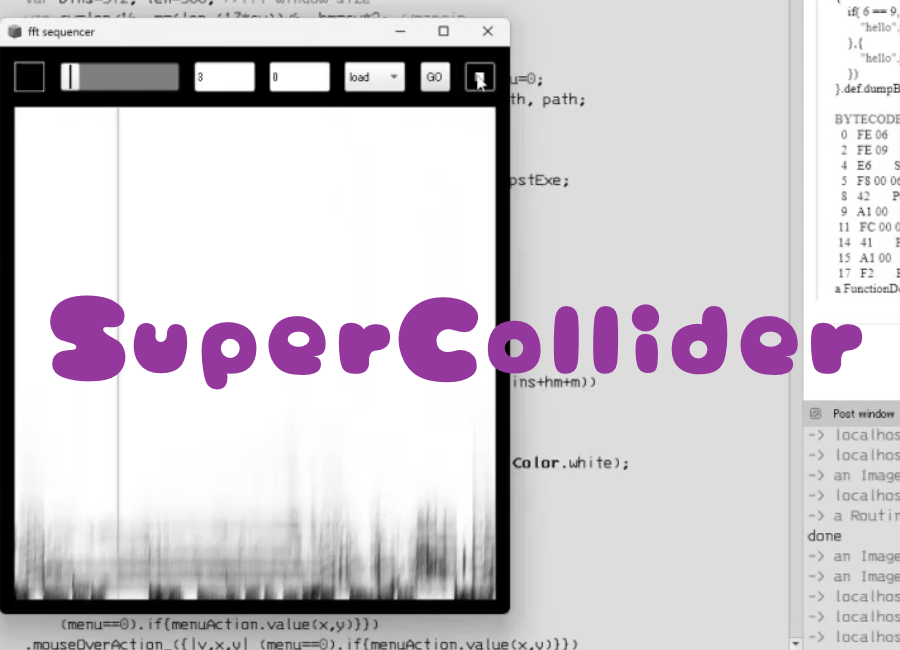 fft sequencer
3
0
load
GO
u=0;
th, path;
pstExe;
SuperCollider
ins+hm+m))
Color.white);
(menu==0).if{menuAction.value(x,y)}})
.mouseOverAction_({|v,x,y| (menu==0).if{menuAction.value(x,y)}})
if( 6 == 9,
"hello".
},{
"hello".
})
}.def.dumpB
BYTECODE
0 FE 06
2 FE 09
4 E6 S
5 F8 00 06
8 42 P
9 A1 00
11 FC 00 0
14 41
15 A1 00
17 F2
a FunctionDe
Post window
-> localhos
-> localhos
-> an Image
-> localhos
-> a Routin
done
-> an Image
-> an Image
-> localhos
-> localhos
-> localhos